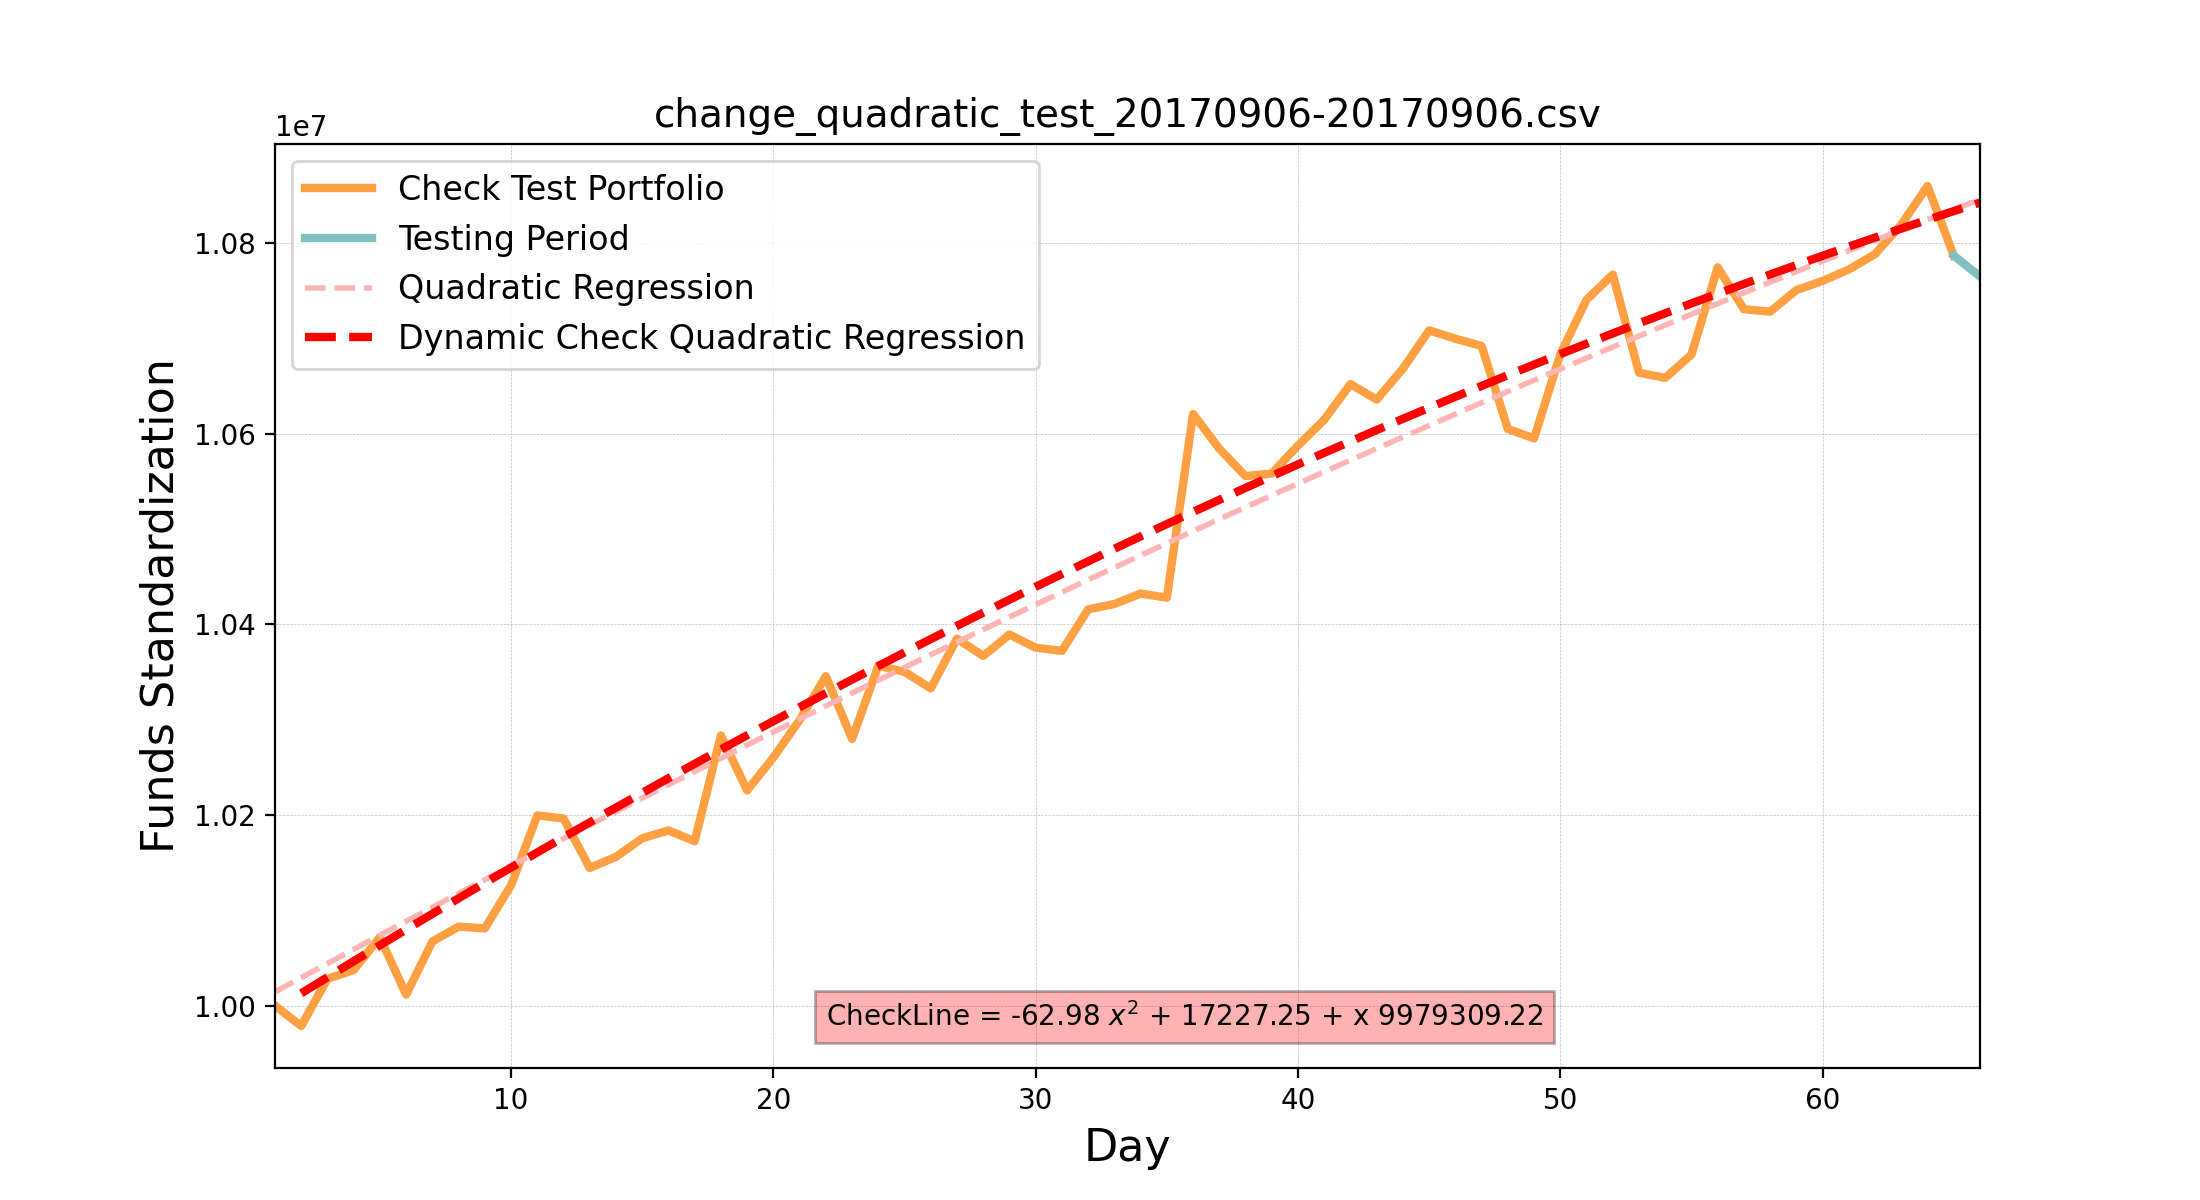 change_quadratic_test_20170906-20170906.csv
1e7
Check Test Portfolio
Testing Period
Quadratic Regression
Dynamic Check Quadratic Regression
1.08
1.06
1.04
1.02
1.00
Funds Standardization
CheckLine = -62.98 x² + 17227.25 + x 9979309.22
10 20 30 40 50 60
Day